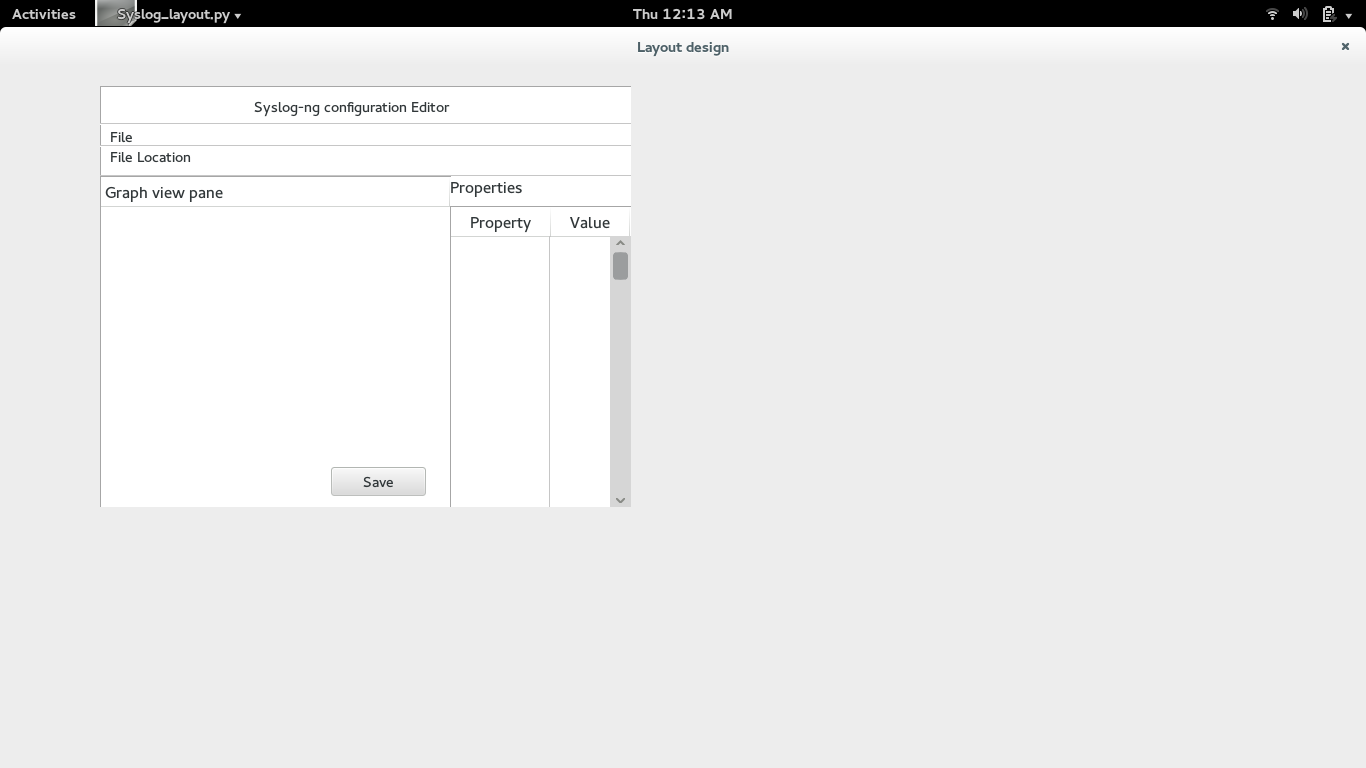 Activities Syslog_layout.py Thu 12:13 AM
Layout design
Syslog-ng configuration Editor
File
File Location
Graph view pane
Properties
Property Value
Save